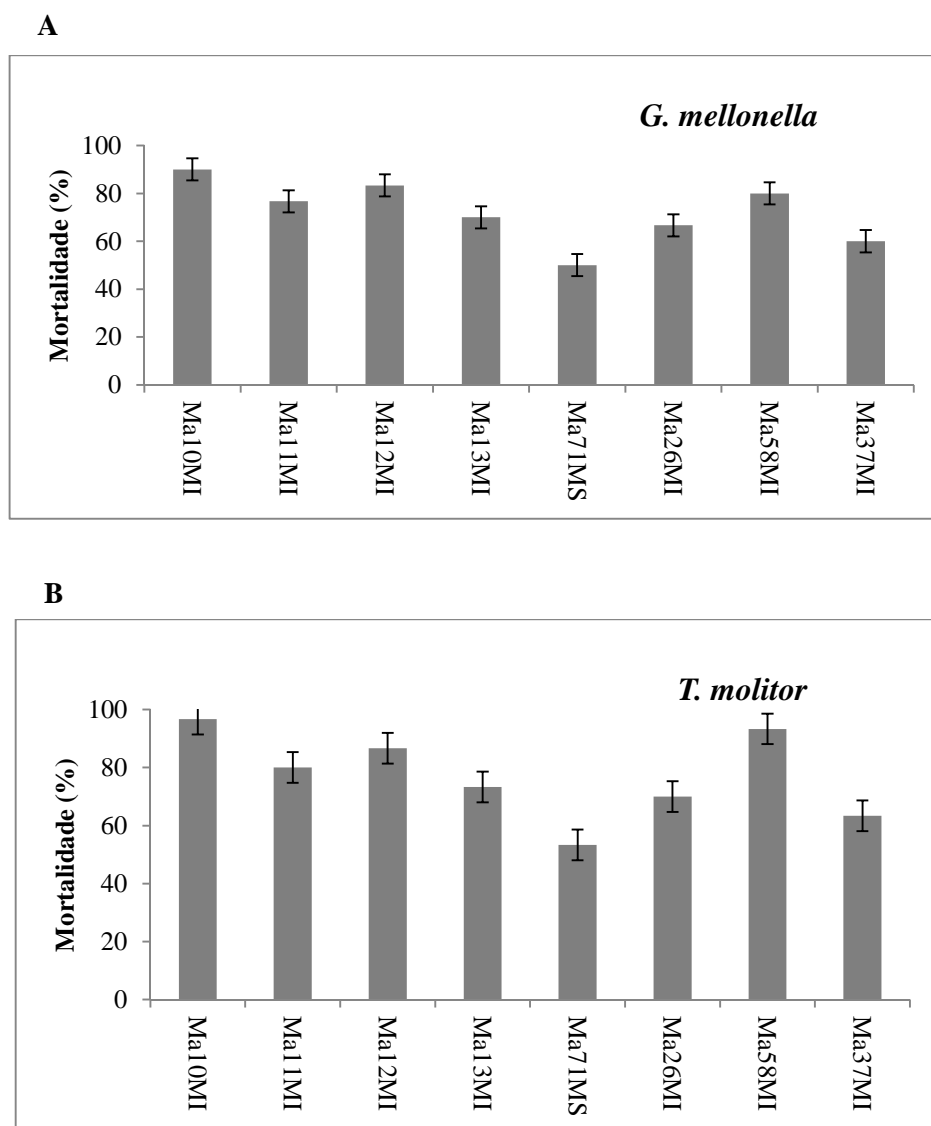 A
G. mellonella
Mortalidade (%)
100
80
60
40
20
0
Ma10MI
Ma11MI
Ma12MI
Ma13MI
Ma71MS
Ma26MI
Ma58MI
Ma37MI
B
T. molitor
Mortalidade (%)
100
80
60
40
20
0
Ma10MI
Ma11MI
Ma12MI
Ma13MI
Ma71MS
Ma26MI
Ma58MI
Ma37MI